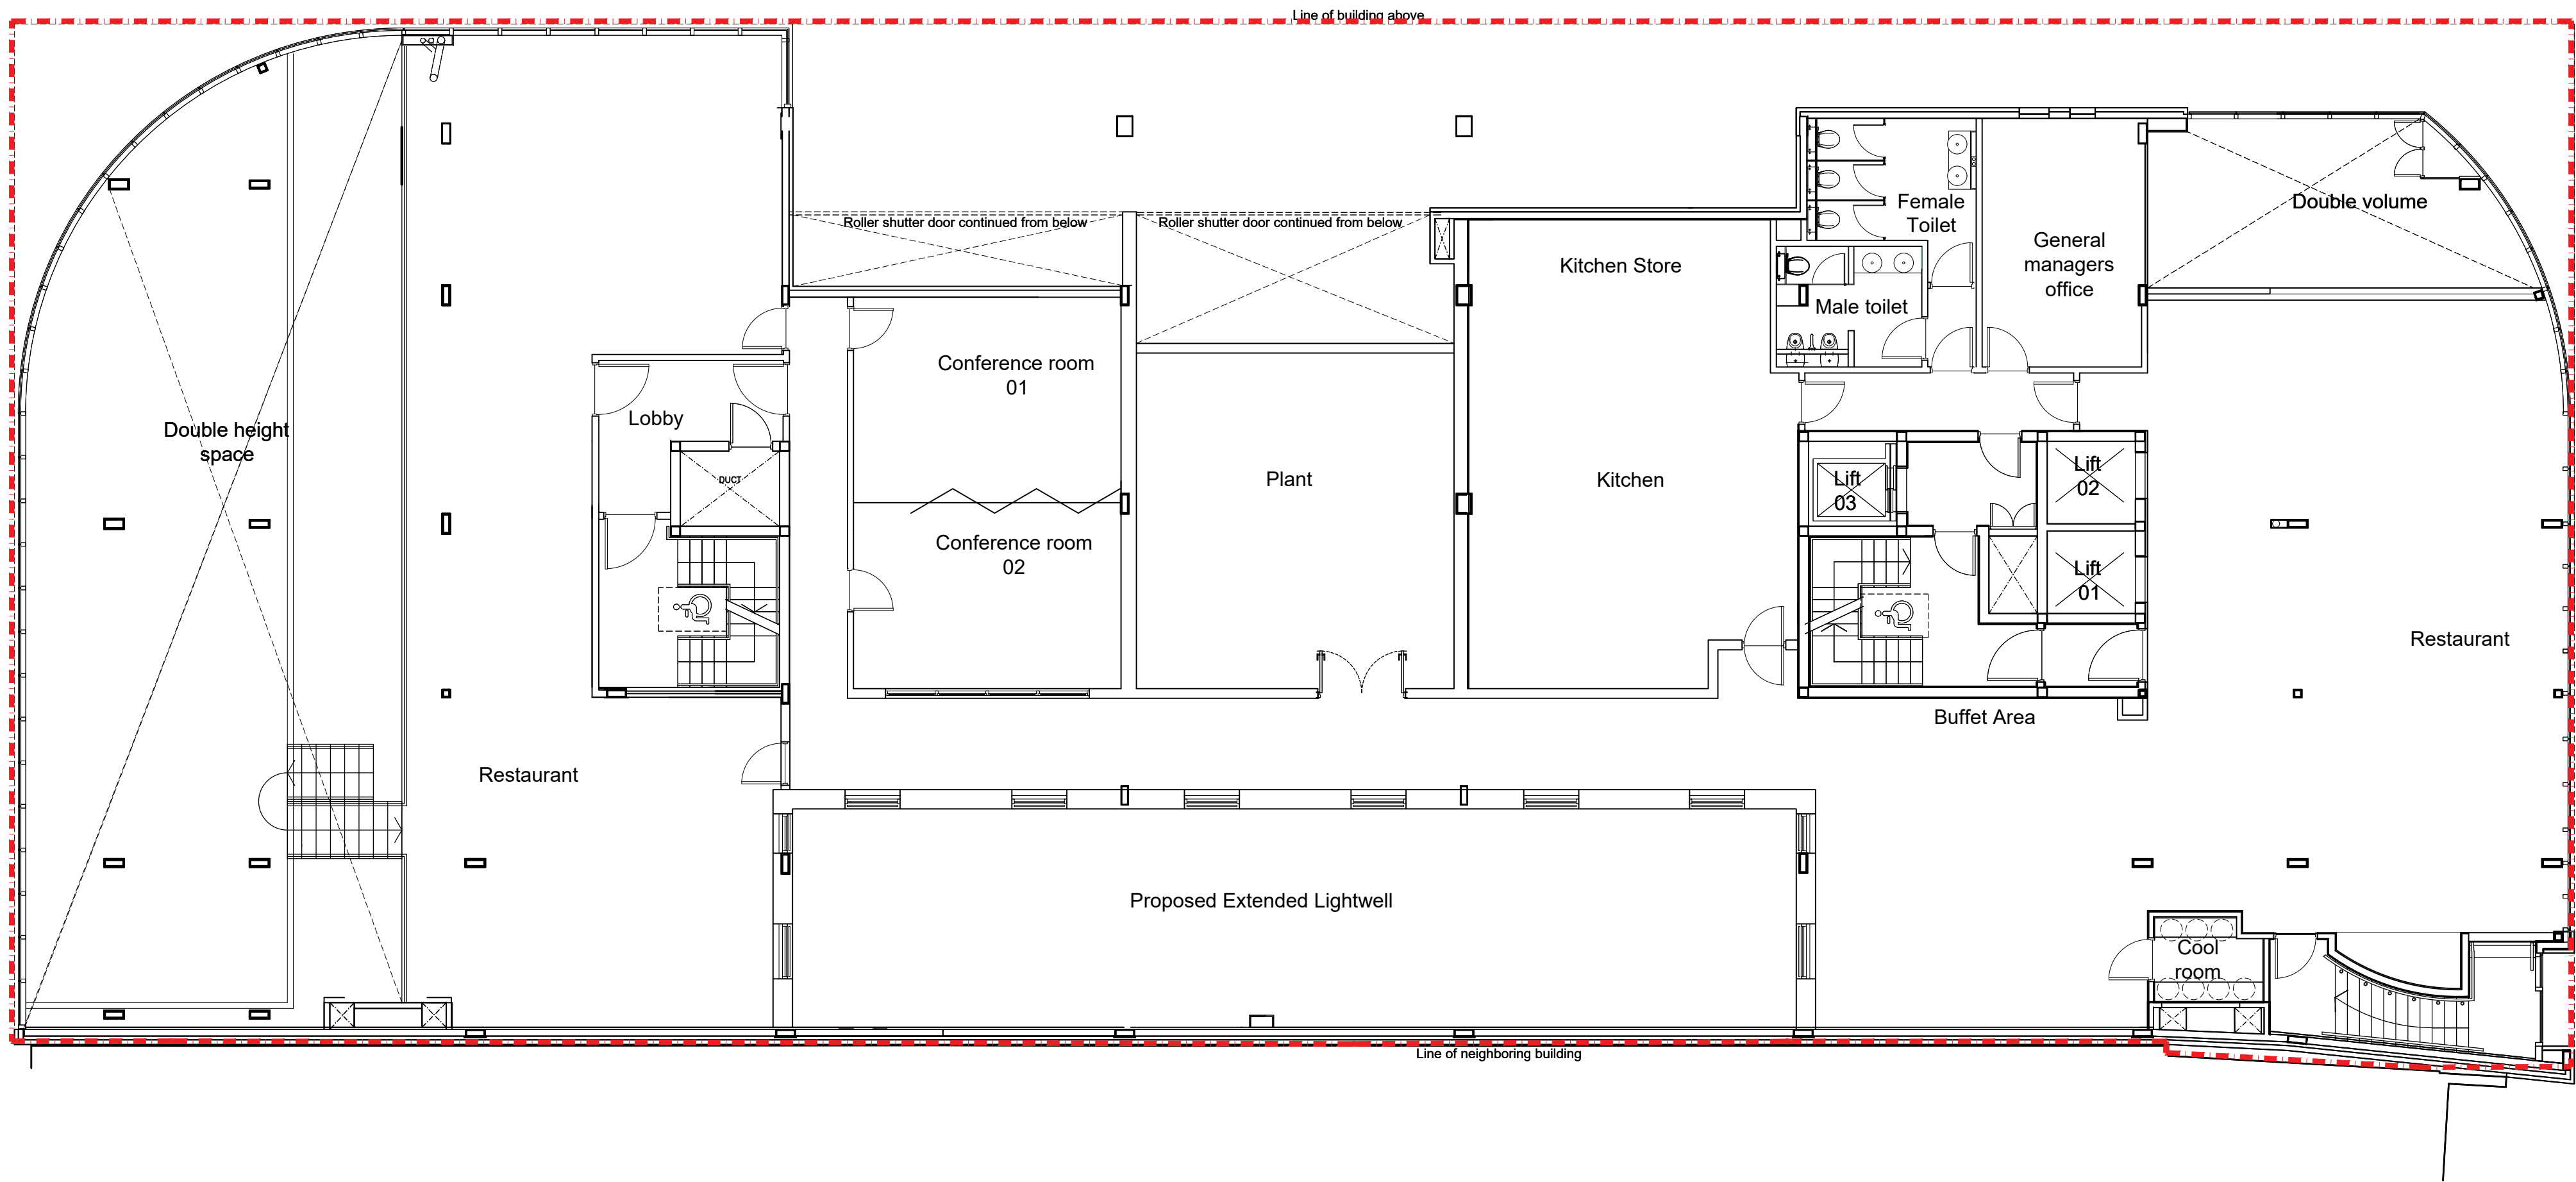 Line of building above
Roller shutter door continued from below
Roller shutter door continued from below
Female
Toilet
Double volume
General
managers
office
Kitchen Store
Male toilet
Conference room
01
Lobby
Double height
space
DUCT
Plant
Kitchen
Lift
03
Lift
02
Conference room
02
Lift
01
Restaurant
Buffet Area
Restaurant
Proposed Extended Lightwell
Cool
room
Line of neighboring building